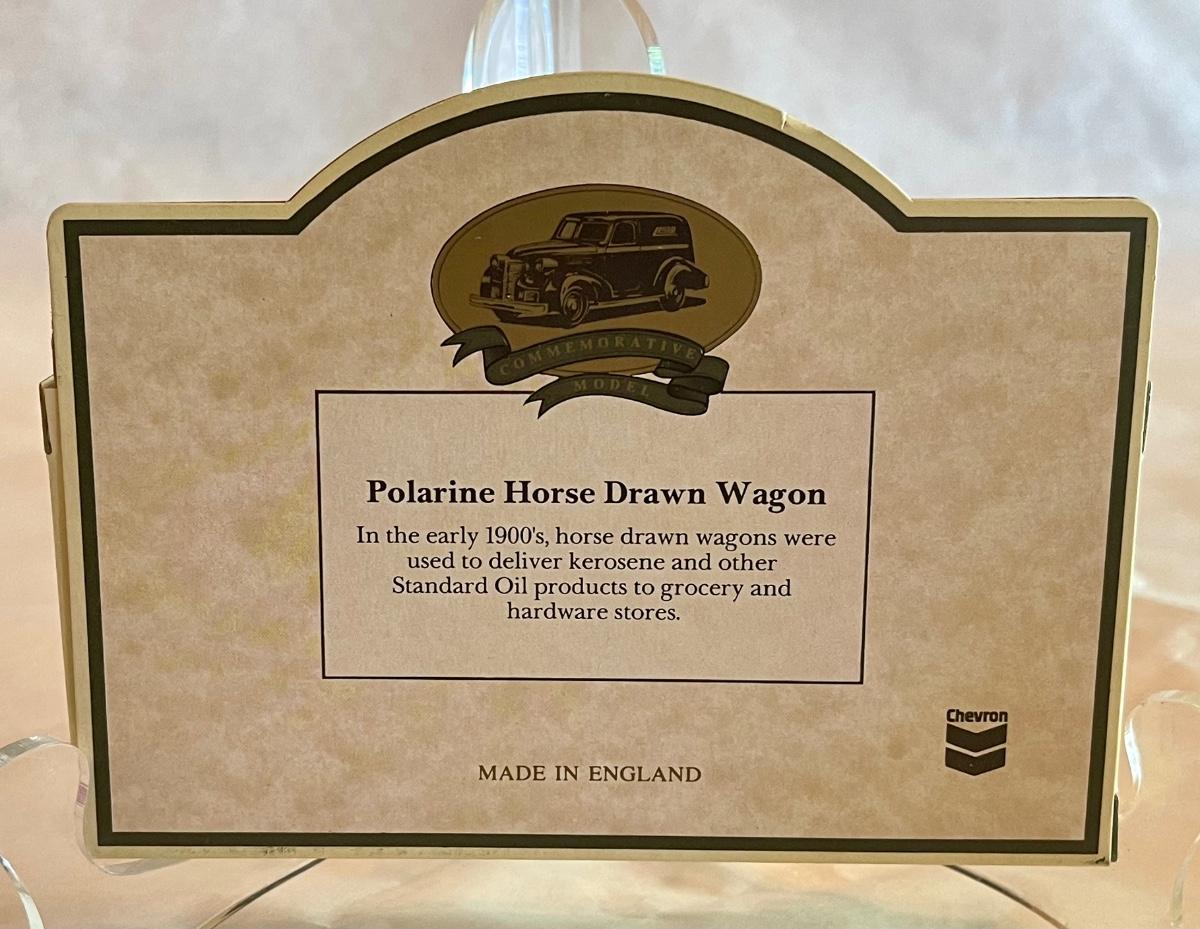 COMMEMORATIVE
MODEL
Polarine Horse Drawn Wagon
In the early 1900's, horse drawn wagons were
used to deliver kerosene and other
Standard Oil products to grocery and
hardware stores.
Chevron
MADE IN ENGLAND